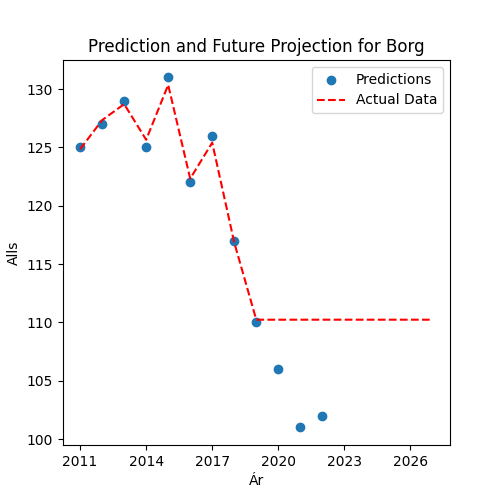 Prediction and Future Projection for Borg
Predictions
Actual Data
130
125
120
115
110
105
100
Alls
2011 2014 2017 2020 2023 2026
Ár